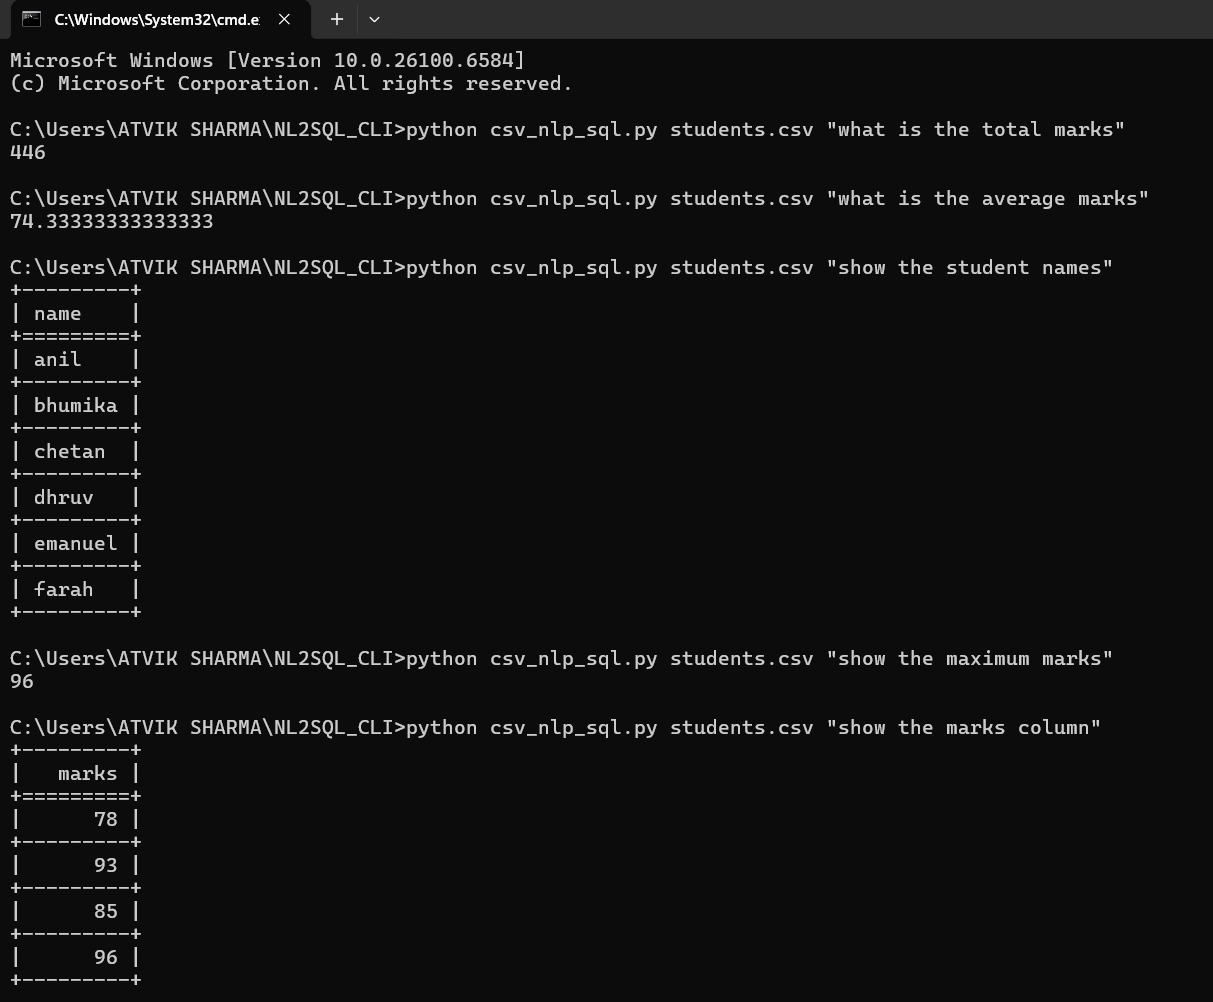 C:\Windows\System32\cmd.e
Microsoft Windows [Version 10.0.26100.6584]
(c) Microsoft Corporation. All rights reserved.
C:\Users\ATVIK SHARMA\NL2SQL_CLI>python csv_nlp_sql.py students.csv "what is the total marks"
446
C:\Users\ATVIK SHARMA\NL2SQL_CLI>python csv_nlp_sql.py students.csv "what is the average marks"
74.33333333333333
C:\Users\ATVIK SHARMA\NL2SQL_CLI>python csv_nlp_sql.py students.csv "show the student names"
+---------+
| name    |
+=========+
| anil    |
+---------+
| bhumika |
+---------+
| chetan  |
+---------+
| dhruv   |
+---------+
| emanuel |
+---------+
| farah   |
+---------+
C:\Users\ATVIK SHARMA\NL2SQL_CLI>python csv_nlp_sql.py students.csv "show the maximum marks"
96
C:\Users\ATVIK SHARMA\NL2SQL_CLI>python csv_nlp_sql.py students.csv "show the marks column"
+---------+
|   marks |
+=========+
|      78 |
+---------+
|      93 |
+---------+
|      85 |
+---------+
|      96 |
+---------+